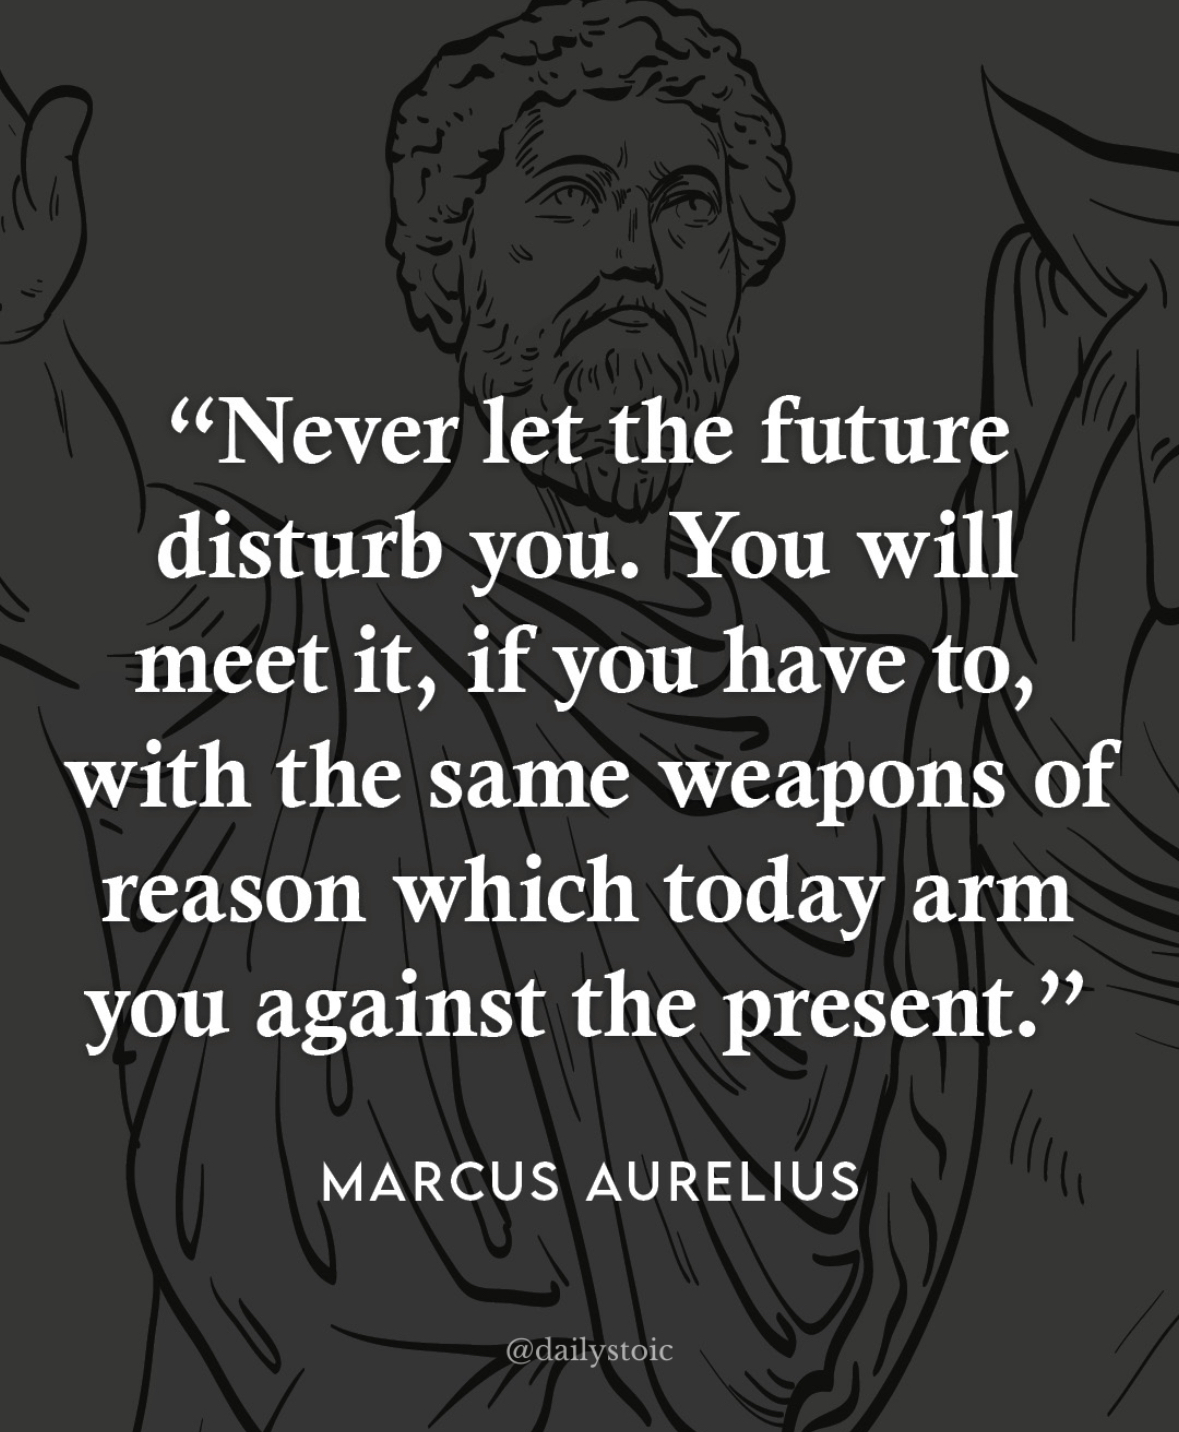 “Never let the future
disturb you. You will
meet it, if you have to,
with the same weapons of
reason which today arm
you against the present.”
MARCUS AURELIUS
@dailystoic